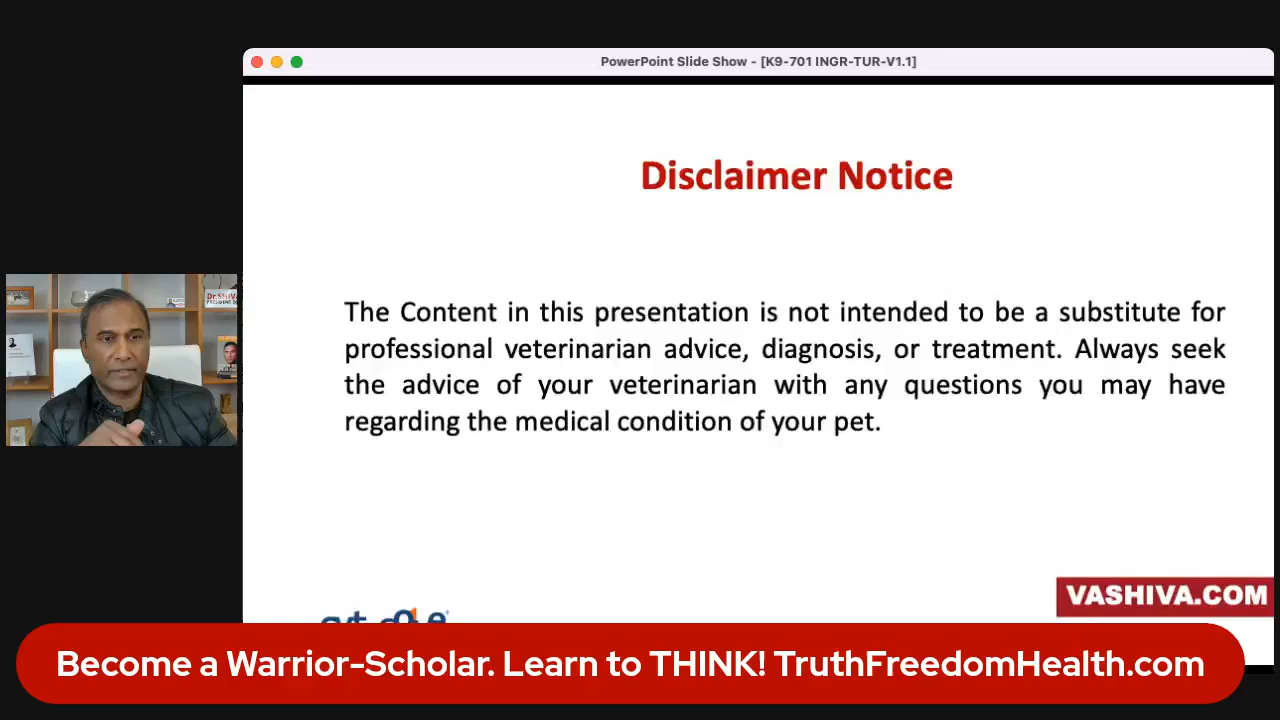 PowerPoint Slide Show - [K9-701 INGR-TUR-V1.1]
Disclaimer Notice
The Content in this presentation is not intended to be a substitute for
professional veterinarian advice, diagnosis, or treatment. Always seek
the advice of your veterinarian with any questions you may have
regarding the medical condition of your pet.
Dr.SHIVA
VASHIVA.COM
Become a Warrior-Scholar. Learn to THINK! TruthFreedomHealth.com